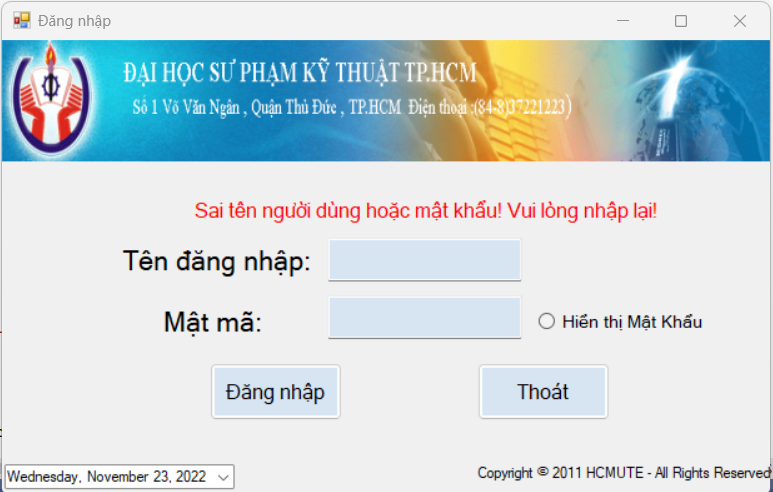 Đăng nhập
ĐẠI HỌC SƯ PHẠM KỸ THUẬT TP.HCM
Số 1 Võ Văn Ngân , Quận Thủ Đức , TP.HCM Điện thoại :(84-8)37221223)
Sai tên người dùng hoặc mật khẩu! Vui lòng nhập lại!
Tên đăng nhập:
Mật mã:
Hiển thị Mật Khẩu
Đăng nhập
Thoát
Wednesday, November 23, 2022
Copyright © 2011 HCMUTE - All Rights Reserved